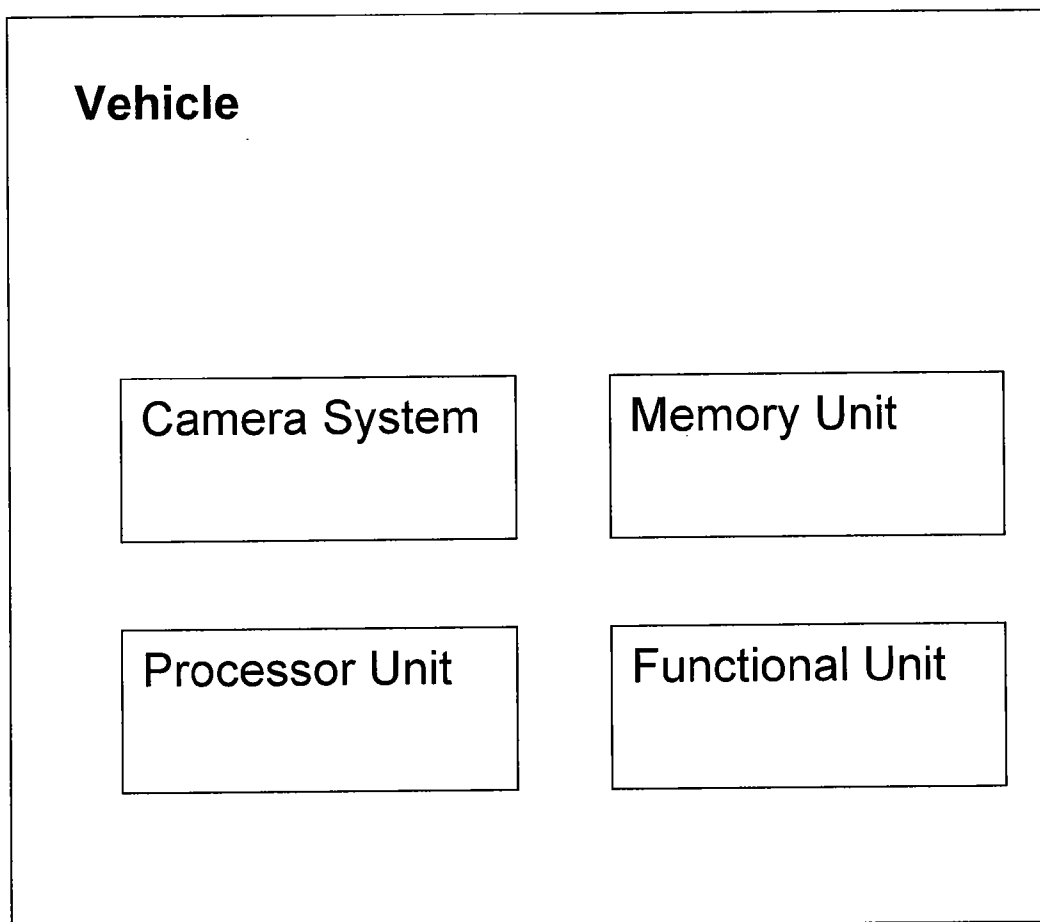 Vehicle
Camera System
Memory Unit
Processor Unit
Functional Unit